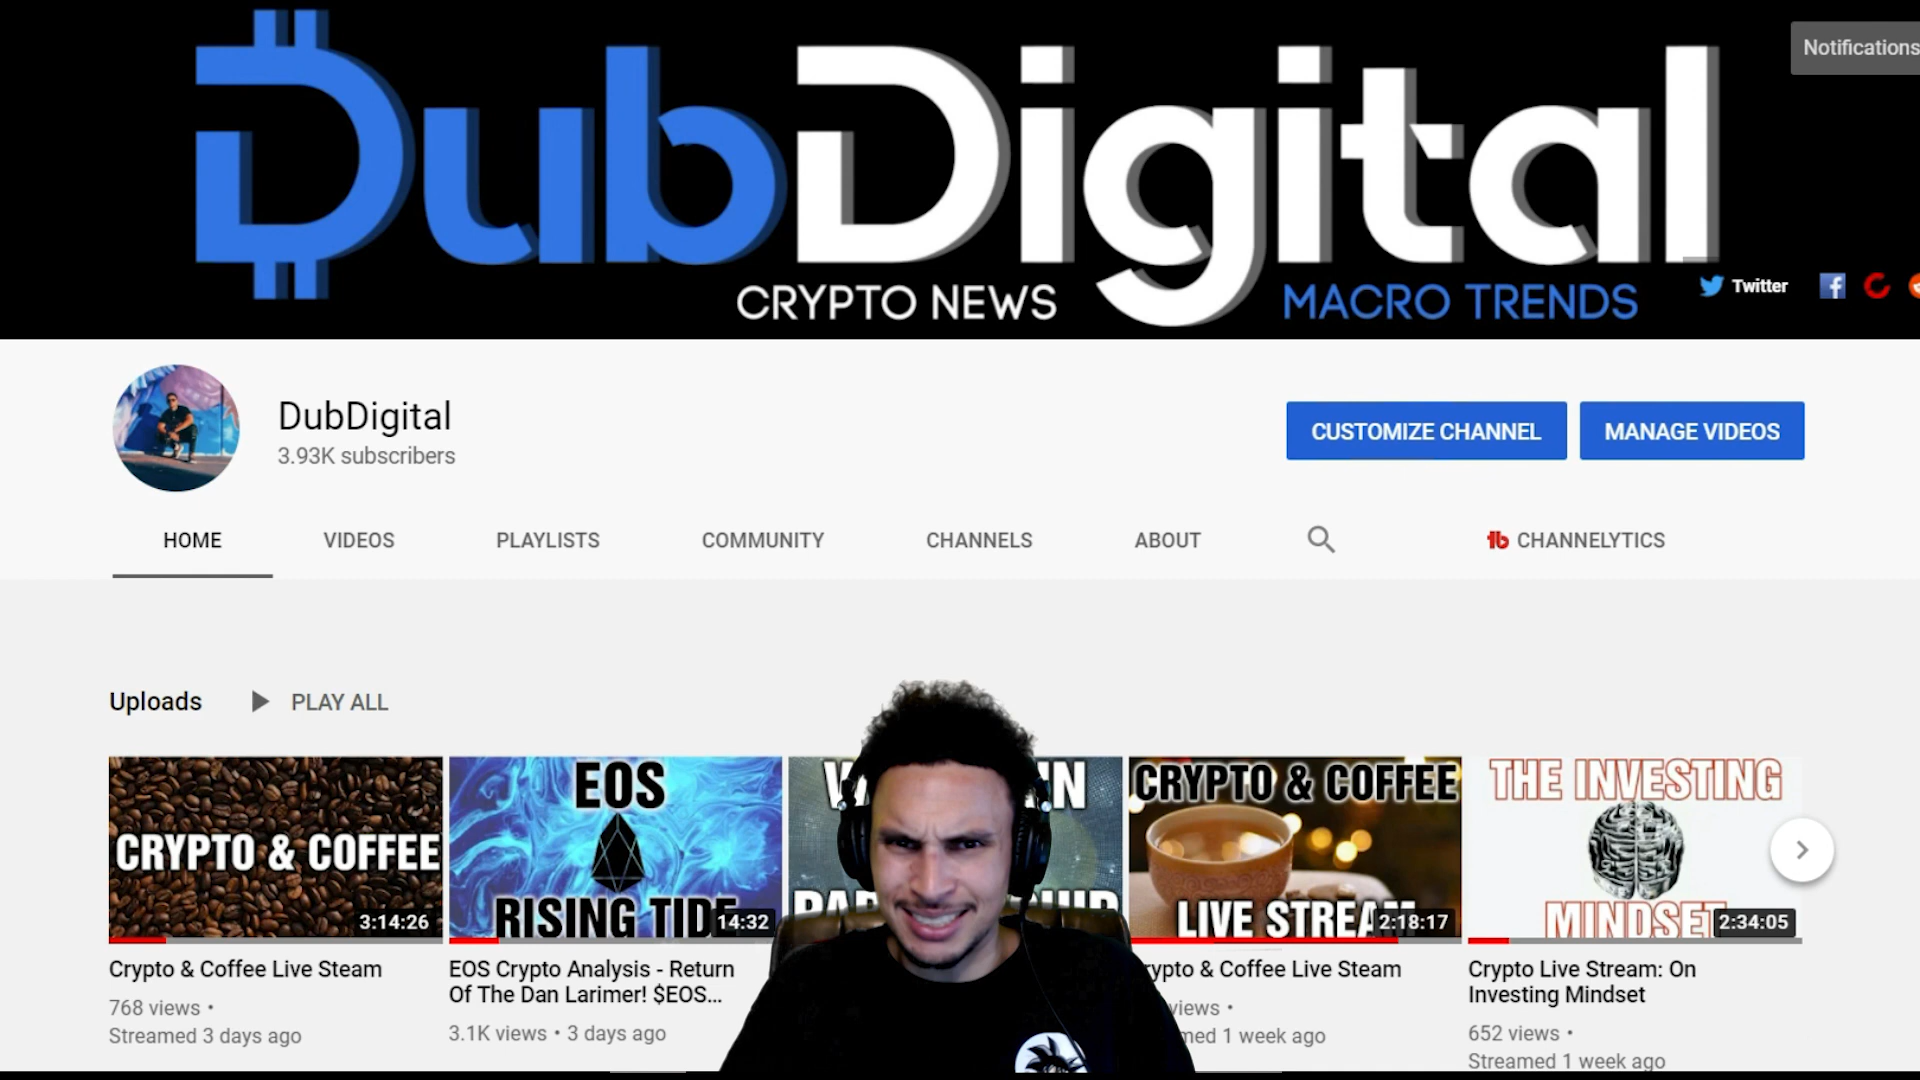 DubDigital
CRYPTO NEWS
MACRO TRENDS
Notifications
Twitter
DubDigital
3.93K subscribers
CUSTOMIZE CHANNEL
MANAGE VIDEOS
HOME
VIDEOS
PLAYLISTS
COMMUNITY
CHANNELS
ABOUT
CHANNELYTICS
Uploads
PLAY ALL
CRYPTO & COFFEE
3:14:26
Crypto & Coffee Live Steam
768 views •
Streamed 3 days ago
EOS
RISING TIDE
14:32
EOS Crypto Analysis - Return
Of The Dan Larimer! $EOS...
3.1K views • 3 days ago
CRYPTO & COFFEE
LIVE STREAM
2:18:17
rypto & Coffee Live Steam
views •
med 1 week ago
THE INVESTING
MINDSET
2:34:05
Crypto Live Stream: On
Investing Mindset
652 views •
Streamed 1 week ago